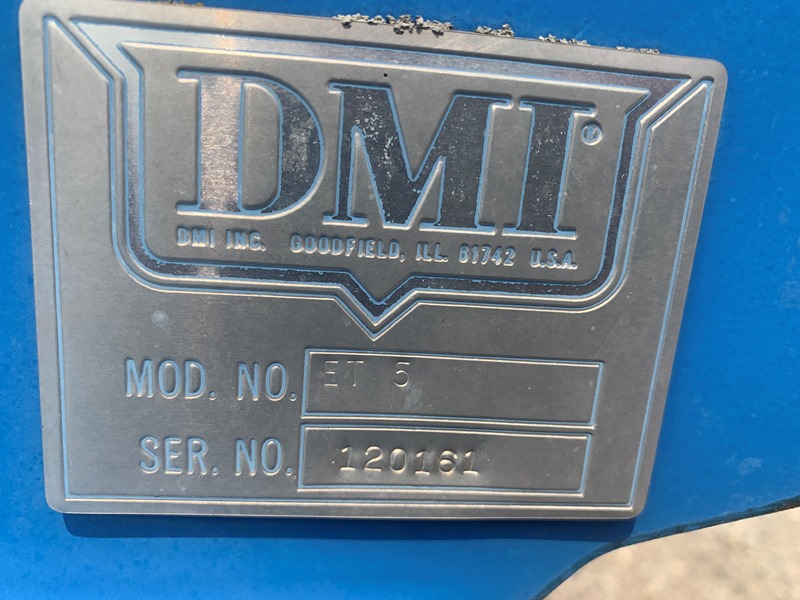 DMI®
DMI INC. GOODFIELD, ILL. 61742 U.S.A.
MOD. NO. ET 5
SER. NO. 120161